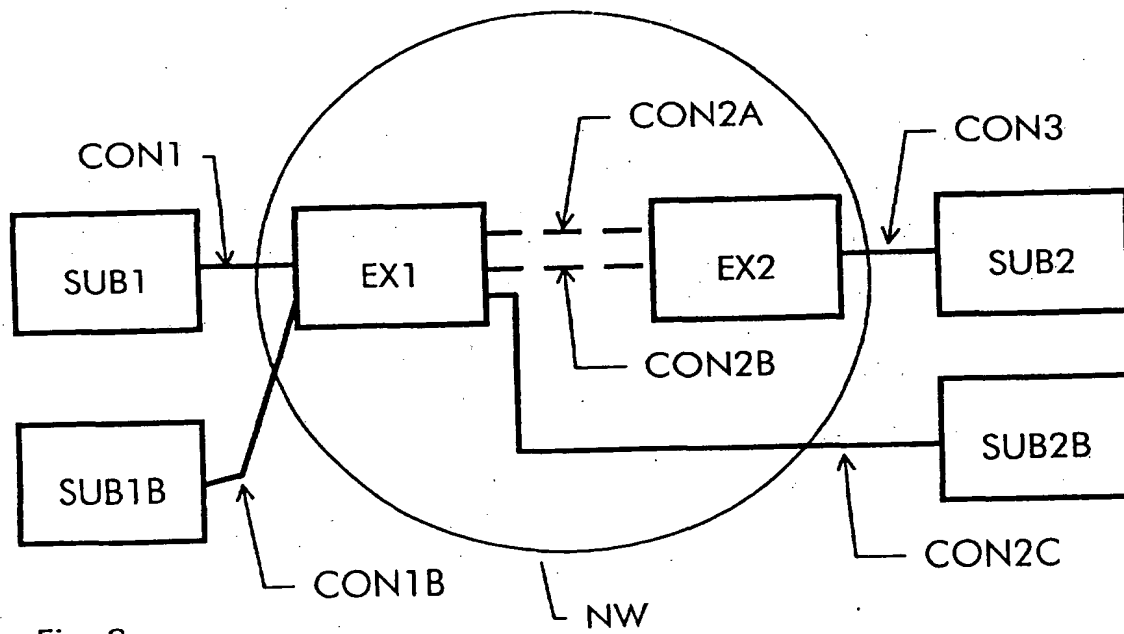 CON2A
CON3
CON1
SUB1
EX1
EX2
SUB2
CON2B
SUB2B
SUB1B
CON2C
CON1B
NW